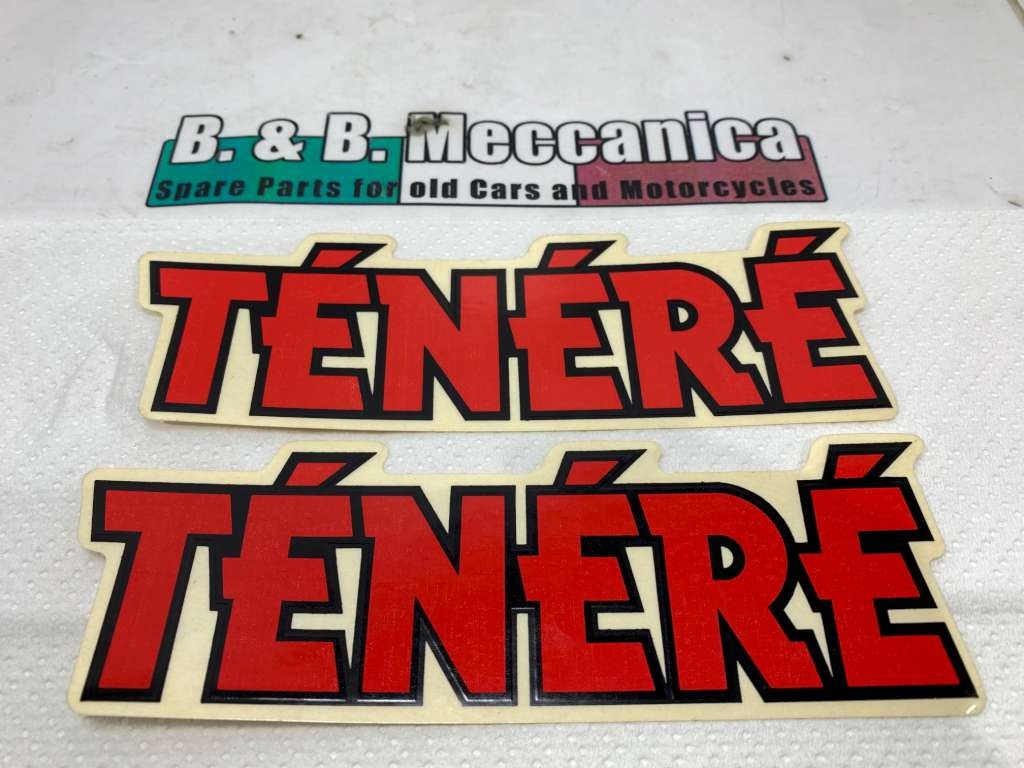 B. & B. Meccanica
Spare Parts for old Cars and Motorcycles
TÉNÉRÉ
TÉNÉRÉ